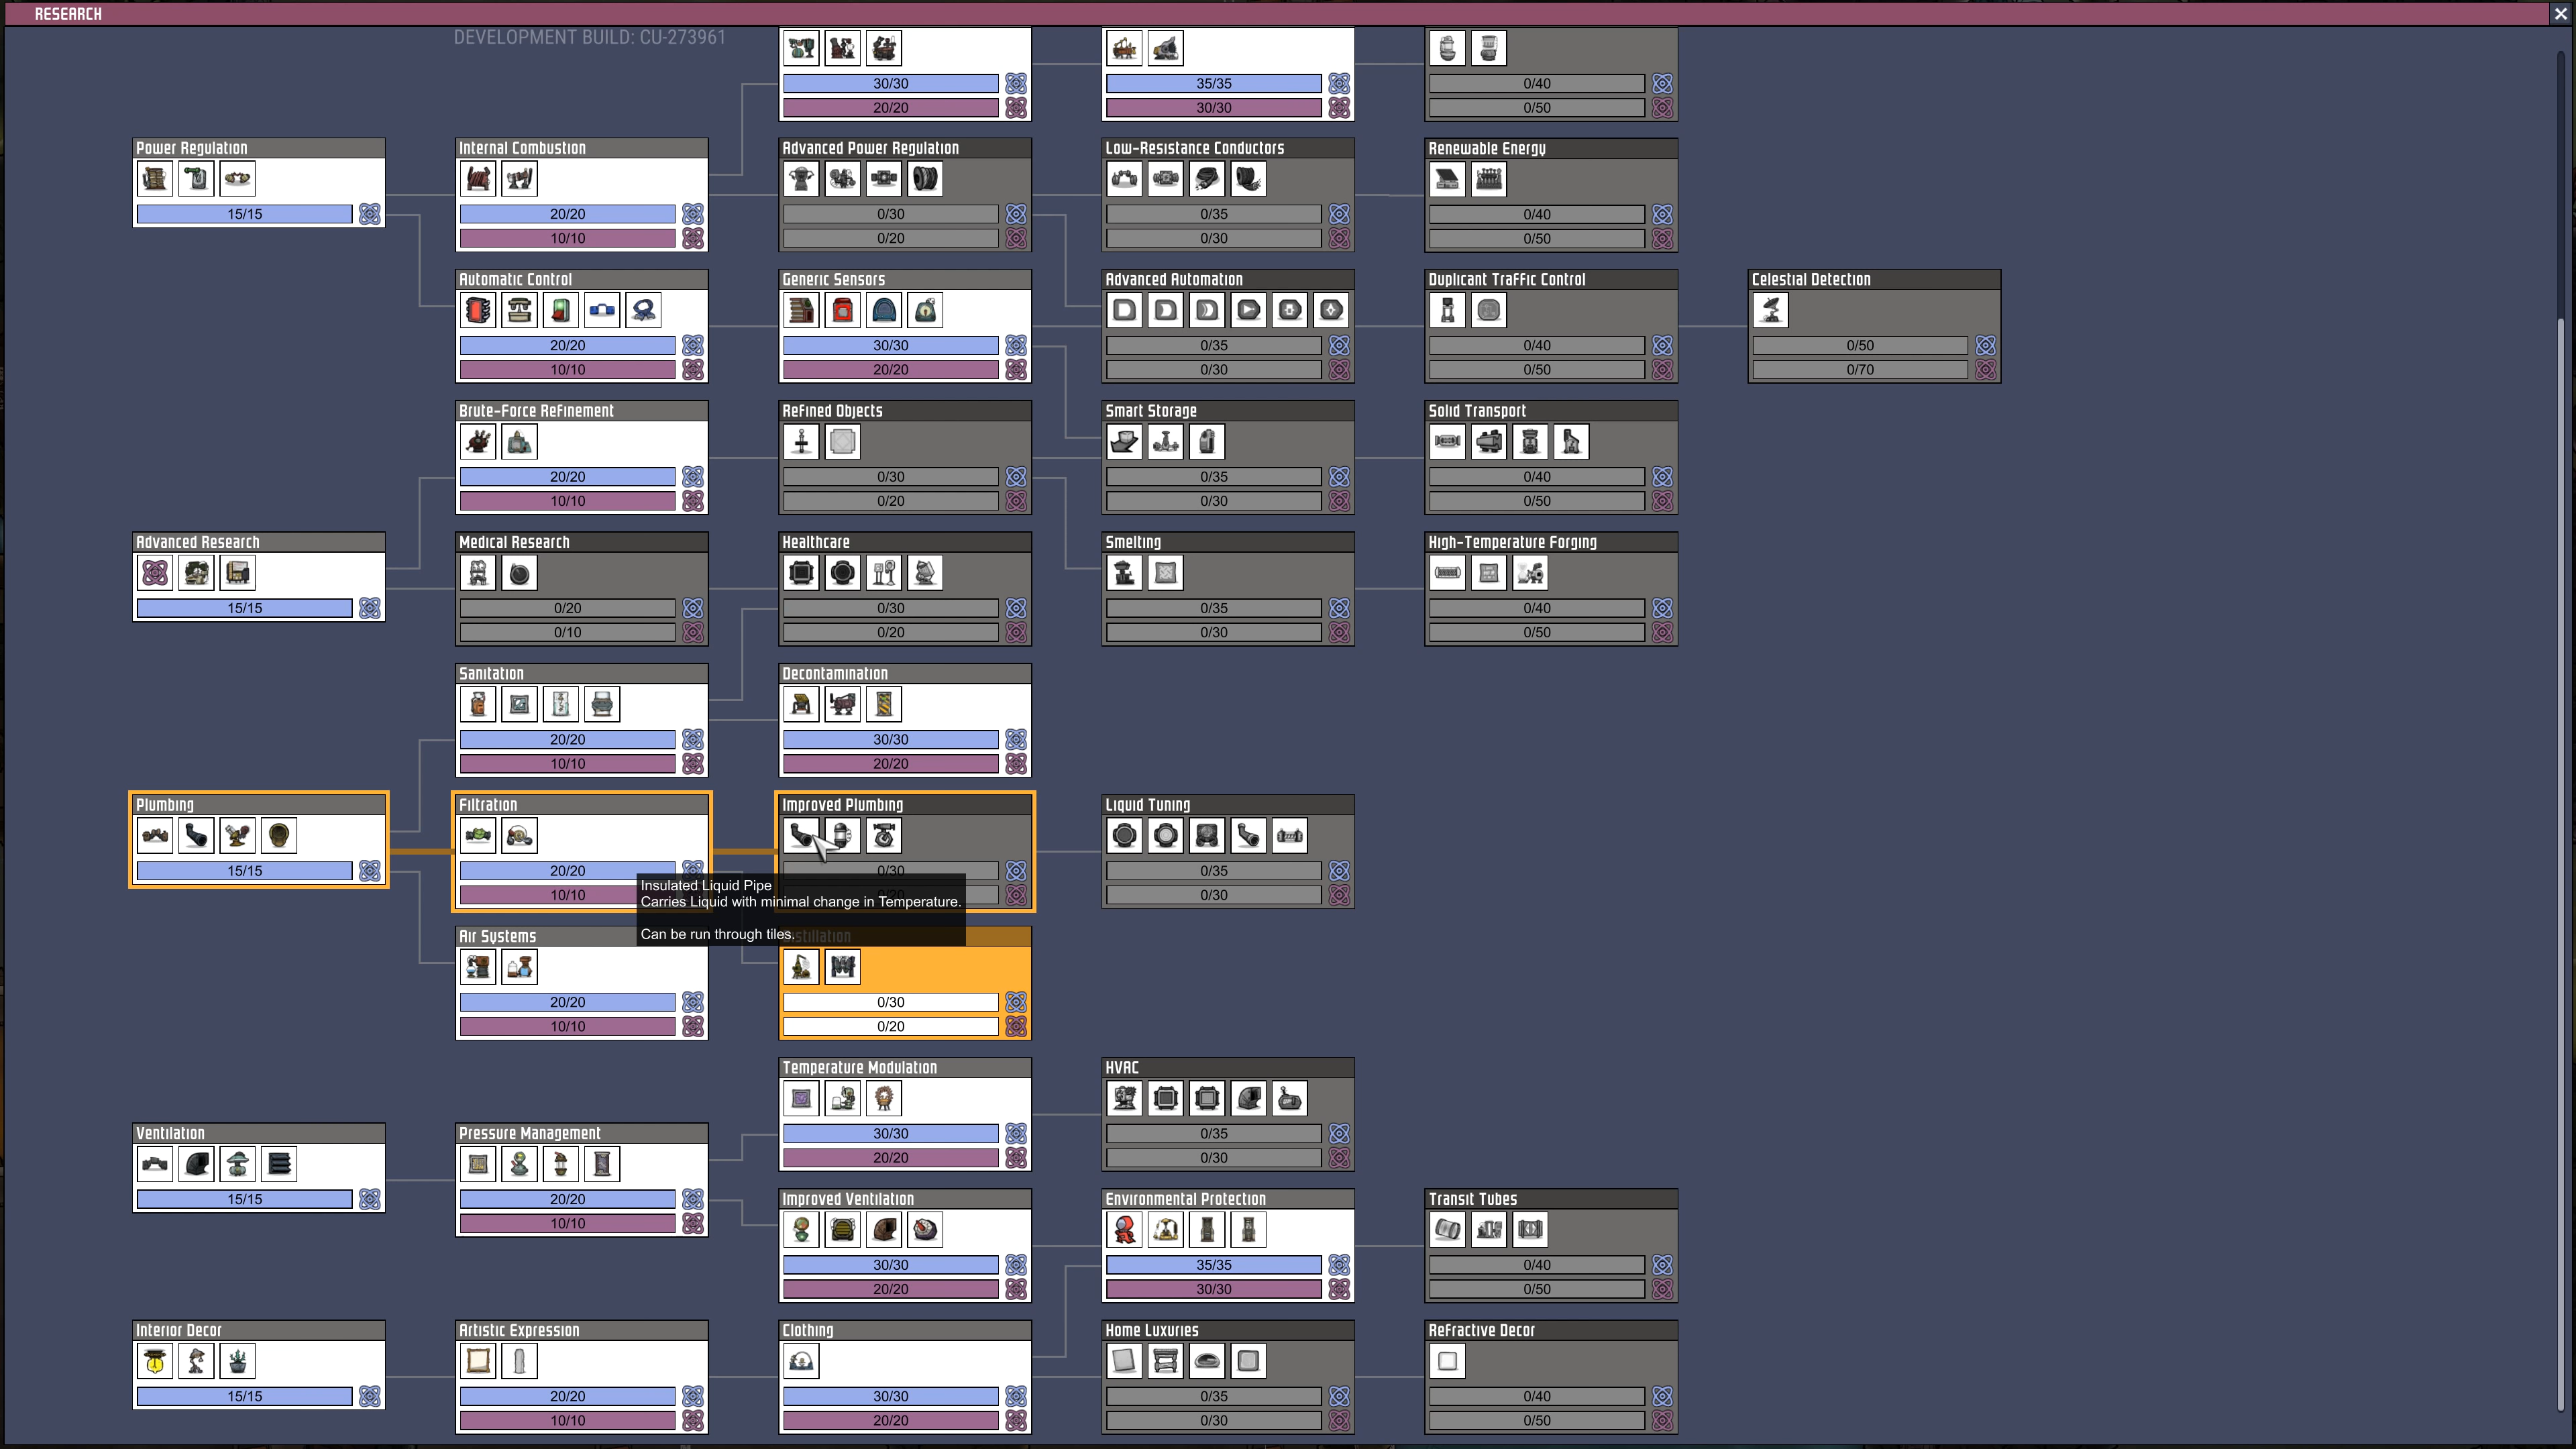 RESEARCH
DEVELOPMENT BUILD: CU-273961
30/30
20/20
35/35
30/30
0/40
0/50
Power Regulation
15/15
Internal Combustion
20/20
10/10
Advanced Power Regulation
0/30
0/20
Low-Resistance Conductors
0/35
0/30
Renewable Energy
0/40
0/50
Automatic Control
20/20
10/10
Generic Sensors
30/30
20/20
Advanced Automation
0/35
0/30
Duplicant Traffic Control
0/40
0/50
Celestial Detection
0/50
0/70
Brute-Force Refinement
20/20
10/10
Refined Objects
0/30
0/20
Smart Storage
0/35
0/30
Solid Transport
0/40
0/50
Advanced Research
15/15
Medical Research
0/20
0/10
Healthcare
0/30
0/20
Smelting
0/35
0/30
High-Temperature Forging
0/40
0/50
Sanitation
20/20
10/10
Decontamination
30/30
20/20
Plumbing
15/15
Filtration
20/20
10/10
Improved Plumbing
0/30
0/20
Liquid Tuning
0/35
0/30
Insulated Liquid Pipe
Carries Liquid with minimal change in Temperature.
Can be run through tiles.
Air Systems
20/20
10/10
Distillation
0/30
0/20
Temperature Modulation
30/30
20/20
HVAC
0/35
0/30
Ventilation
15/15
Pressure Management
20/20
10/10
Improved Ventilation
30/30
20/20
Environmental Protection
35/35
30/30
Transit Tubes
0/40
0/50
Interior Decor
15/15
Artistic Expression
20/20
10/10
Clothing
30/30
20/20
Home Luxuries
0/35
0/30
Refractive Decor
0/40
0/50